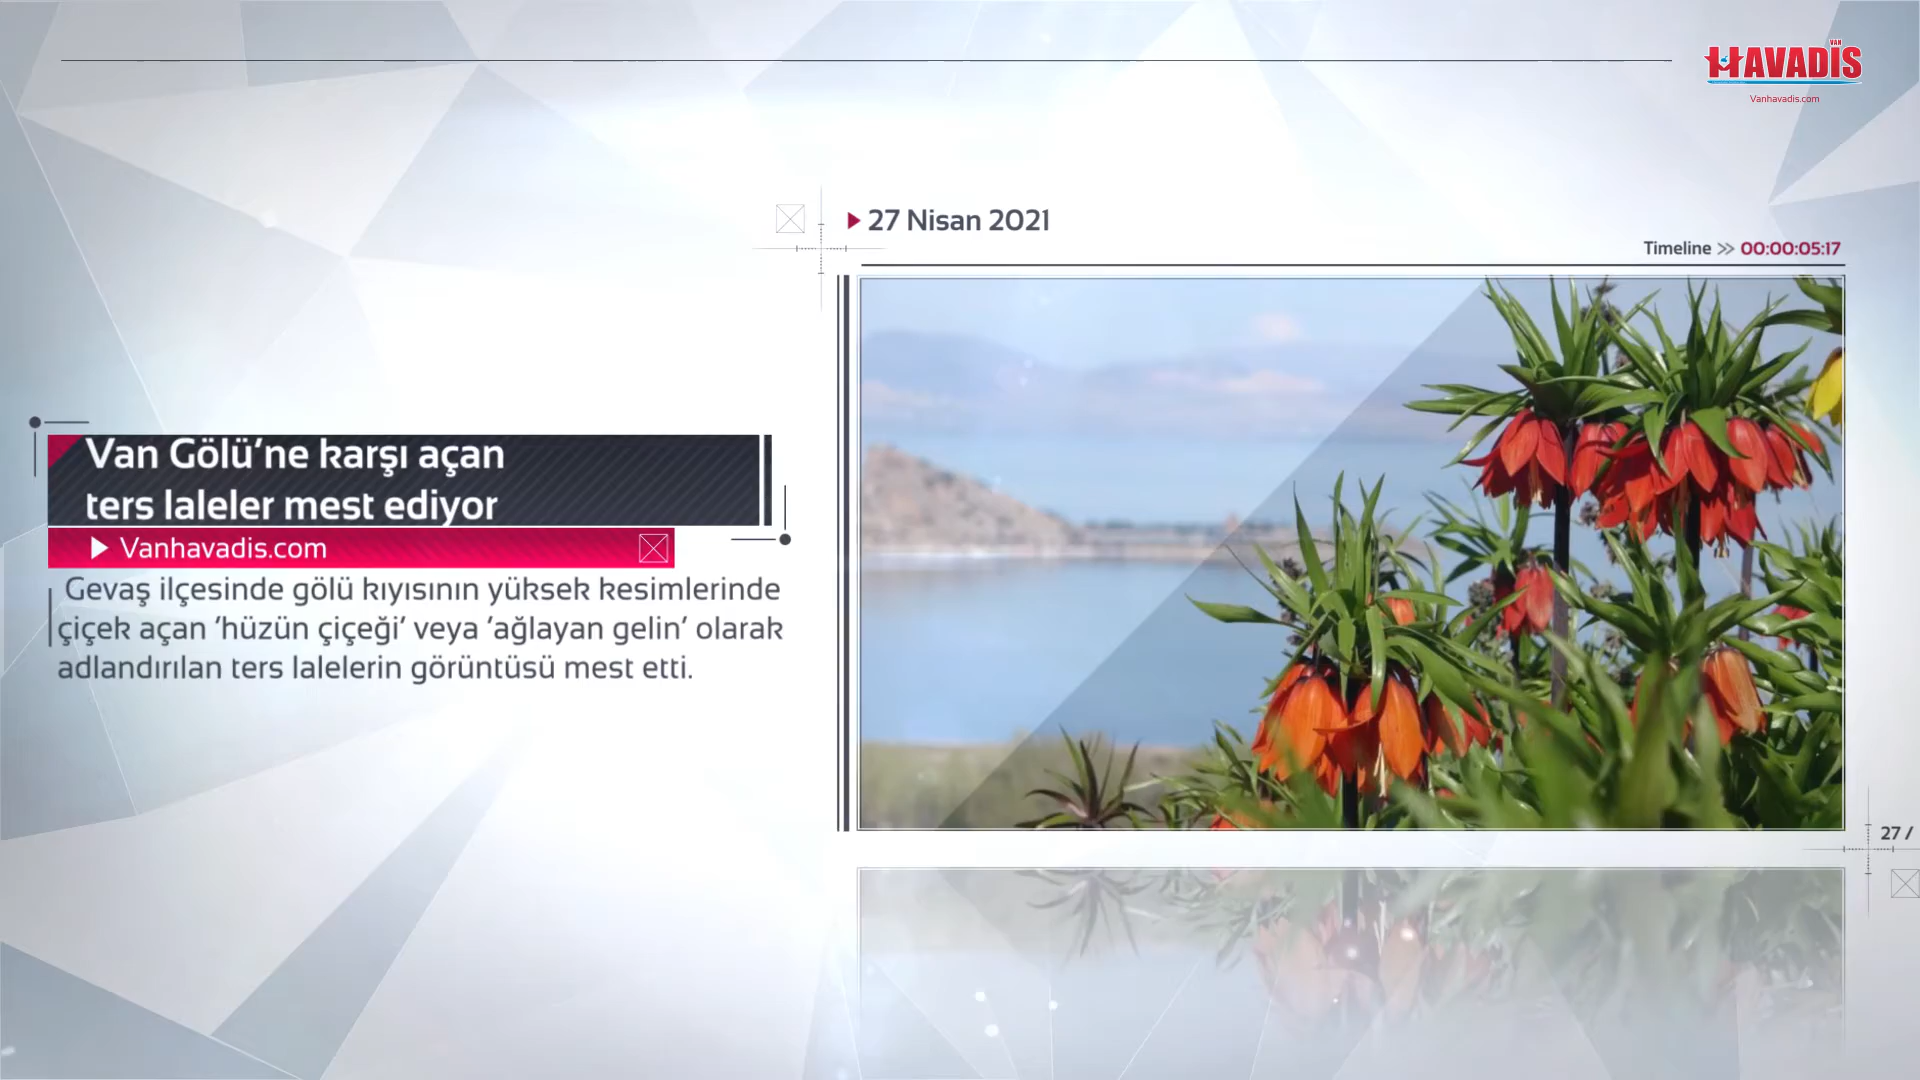 VAN
HAVADİS
Vanhavadis.com
27 Nisan 2021
Timeline >> 00:00:05:17
Van Gölü'ne karşı açan
ters laleler mest ediyor
Vanhavadis.com
Gevaş ilçesinde gölü kıyısının yüksek kesimlerinde
çiçek açan 'hüzün çiçeği' veya 'ağlayan gelin' olarak
adlandırılan ters lalelerin görüntüsü mest etti.
27 /